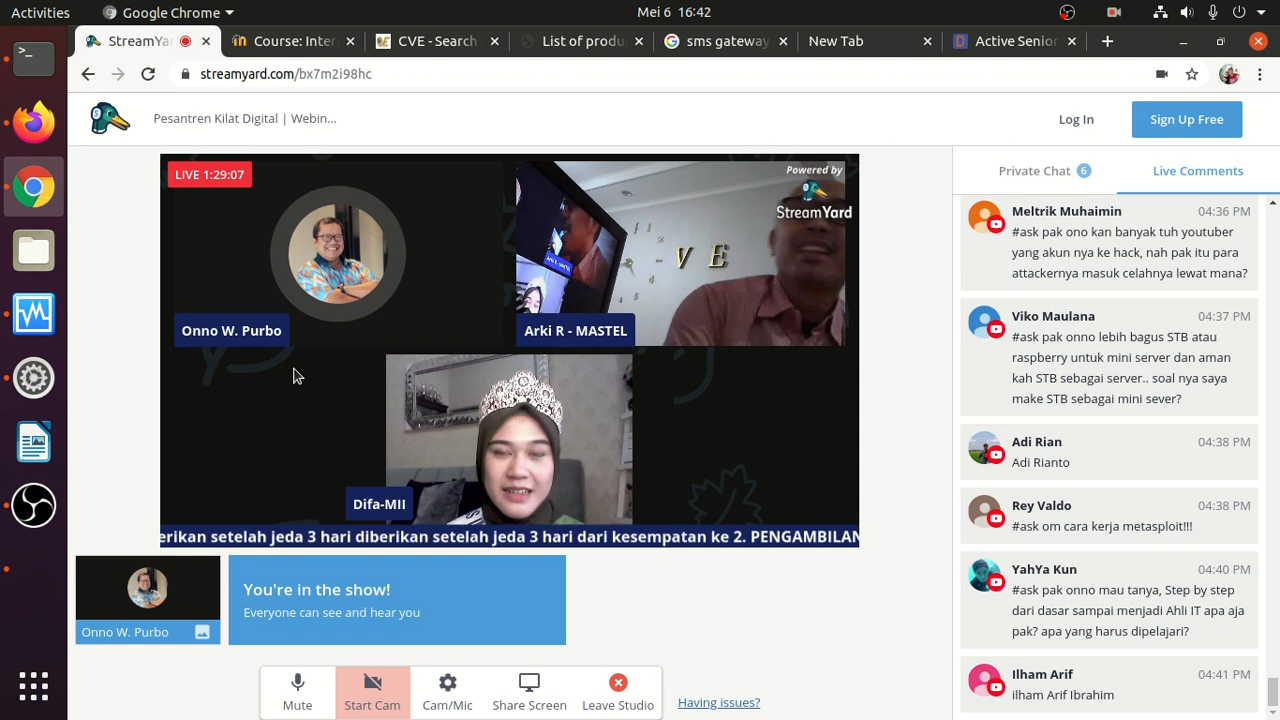 Activities
Google Chrome
Mei 6 16:42
StreamYar
Course: Inter
CVE - Search
List of produ
sms gateway
New Tab
Active Senio
streamyard.com/bx7m2i98hc
Pesantren Kilat Digital | Webin...
Log In
Sign Up Free
LIVE 1:29:07
Powered by
StreamYard
VE
Onno W. Purbo
Arki R - MASTEL
Difa-MII
erikan setelah jeda 3 hari diberikan setelah jeda 3 hari dari kesempatan ke 2. PENGAMBILAN
Onno W. Purbo
You're in the show!
Everyone can see and hear you
Mute
Start Cam
Cam/Mic
Share Screen
Leave Studio
Having issues?
Private Chat 6
Live Comments
Meltrik Muhaimin
04:36 PM
#ask pak ono kan banyak tuh youtuber
yang akun nya ke hack, nah pak itu para
attackernya masuk celahnya lewat mana?
Viko Maulana
04:37 PM
#ask pak onno lebih bagus STB atau
raspberry untuk mini server dan aman
kah STB sebagai server.. soal nya saya
make STB sebagai mini sever?
Adi Rian
04:38 PM
Adi Rianto
Rey Valdo
04:38 PM
#ask om cara kerja metasploit!!!
YahYa Kun
04:40 PM
#ask pak onno mau tanya, Step by step
dari dasar sampai menjadi Ahli IT apa aja
pak? apa yang harus dipelajari?
Ilham Arif
04:41 PM
ilham Arif Ibrahim